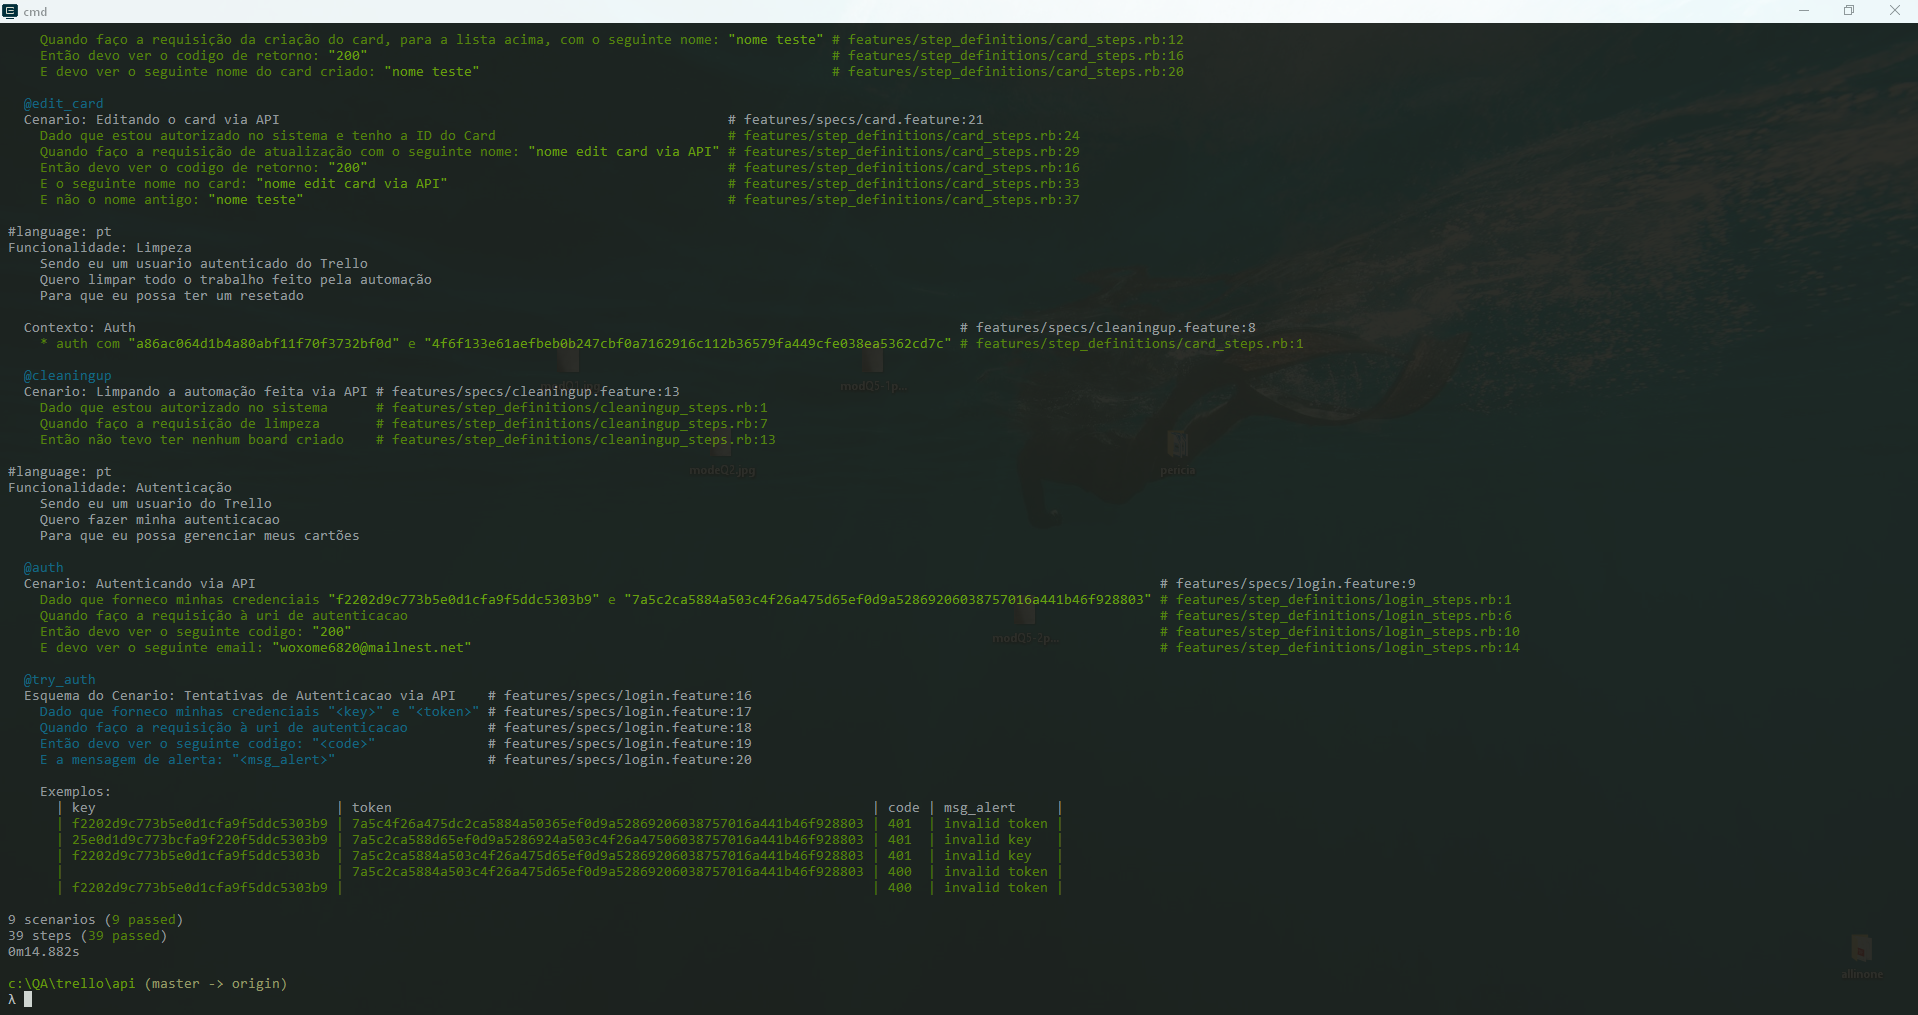 cmd
Quando faço a requisição da criação do card, para a lista acima, com o seguinte nome: "nome teste" # features/step_definitions/card_steps.rb:12
Então devo ver o codigo de retorno: "200" # features/step_definitions/card_steps.rb:16
E devo ver o seguinte nome do card criado: "nome teste" # features/step_definitions/card_steps.rb:20
@edit_card
Cenario: Editando o card via API # features/specs/card.feature:21
Dado que estou autorizado no sistema e tenho a ID do Card # features/step_definitions/card_steps.rb:24
Quando faço a requisição de atualização com o seguinte nome: "nome edit card via API" # features/step_definitions/card_steps.rb:29
Então devo ver o codigo de retorno: "200" # features/step_definitions/card_steps.rb:16
E o seguinte nome no card: "nome edit card via API" # features/step_definitions/card_steps.rb:33
E não o nome antigo: "nome teste" # features/step_definitions/card_steps.rb:37
#language: pt
Funcionalidade: Limpeza
Sendo eu um usuario autenticado do Trello
Quero limpar todo o trabalho feito pela automação
Para que eu possa ter um resetado
Contexto: Auth # features/specs/cleaningup.feature:8
* auth com "a86ac064d1b4a80abf11f70f3732bf0d" e "4f6f133e61aefbeb0b247cbf0a7162916c112b36579fa449cfe038ea5362cd7c" # features/step_definitions/card_steps.rb:1
@cleaningup
Cenario: Limpando a automação feita via API # features/specs/cleaningup.feature:13
Dado que estou autorizado no sistema # features/step_definitions/cleaningup_steps.rb:1
Quando faço a requisição de limpeza # features/step_definitions/cleaningup_steps.rb:7
Então não tevo ter nenhum board criado # features/step_definitions/cleaningup_steps.rb:13
#language: pt
Funcionalidade: Autenticação
Sendo eu um usuario do Trello
Quero fazer minha autenticacao
Para que eu possa gerenciar meus cartões
@auth
Cenario: Autenticando via API # features/specs/login.feature:9
Dado que forneco minhas credenciais "f2202d9c773b5e0d1cfa9f5ddc5303b9" e "7a5c2ca5884a503c4f26a475d65ef0d9a52869206038757016a441b46f928803" # features/step_definitions/login_steps.rb:1
Quando faço a requisição à uri de autenticacao # features/step_definitions/login_steps.rb:6
Então devo ver o seguinte codigo: "200" # features/step_definitions/login_steps.rb:10
E devo ver o seguinte email: "woxome6820@mailnest.net" # features/step_definitions/login_steps.rb:14
@try_auth
Esquema do Cenario: Tentativas de Autenticacao via API # features/specs/login.feature:16
Dado que forneco minhas credenciais "<key>" e "<token>" # features/specs/login.feature:17
Quando faço a requisição à uri de autenticacao # features/specs/login.feature:18
Então devo ver o seguinte codigo: "<code>" # features/specs/login.feature:19
E a mensagem de alerta: "<msg_alert>" # features/specs/login.feature:20
Exemplos:
| key | token | code | msg_alert |
| f2202d9c773b5e0d1cfa9f5ddc5303b9 | 7a5c4f26a475dc2ca5884a50365ef0d9a52869206038757016a441b46f928803 | 401 | invalid token |
| 25e0d1d9c773bcfa9f220f5ddc5303b9 | 7a5c2ca588d65ef0d9a5286924a503c4f26a47506038757016a441b46f928803 | 401 | invalid key |
| f2202d9c773b5e0d1cfa9f5ddc5303b | 7a5c2ca5884a503c4f26a475d65ef0d9a52869206038757016a441b46f928803 | 401 | invalid key |
| | 7a5c2ca5884a503c4f26a475d65ef0d9a52869206038757016a441b46f928803 | 400 | invalid token |
| f2202d9c773b5e0d1cfa9f5ddc5303b9 | | 400 | invalid token |
9 scenarios (9 passed)
39 steps (39 passed)
0m14.882s
c:\QA\trello\api (master -> origin)
λ
modQ5-1p...
modeQ2.jpg
pericia
modQ5-2p...
allinone